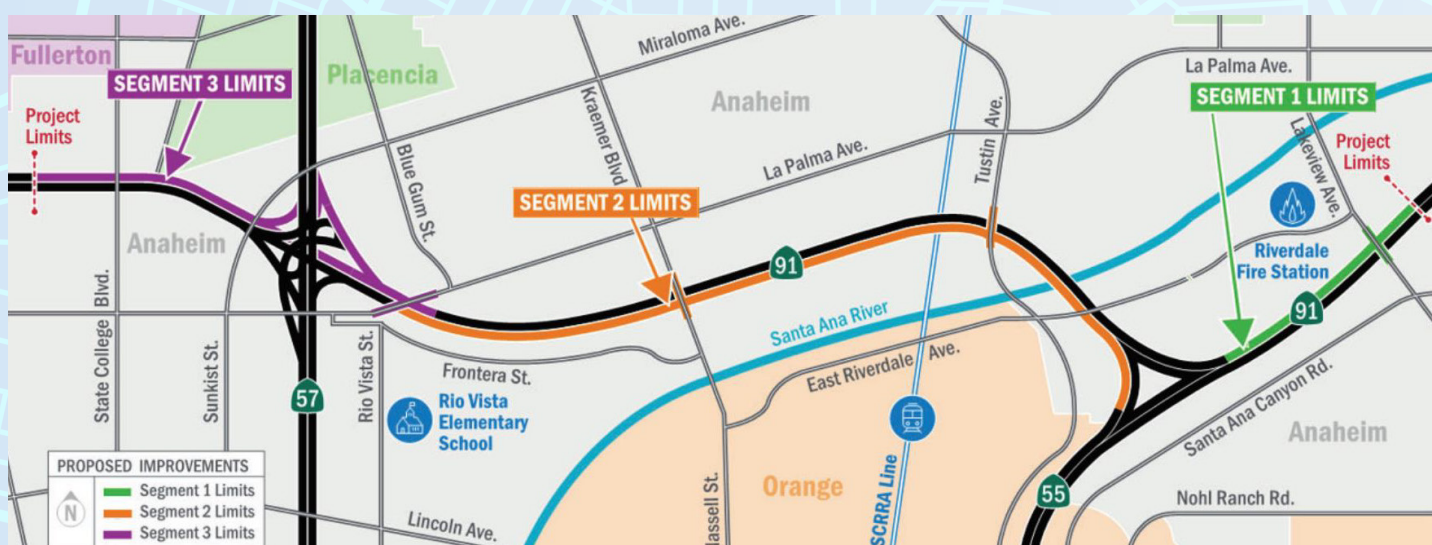 Fullerton
SEGMENT 3 LIMITS
Placencia
Miraloma Ave.
Project
Limits
Kraemer Blvd
Anaheim
La Palma Ave.
SEGMENT 1 LIMITS
Tustin Ave.
Lakeview Ave.
Project
Limits
Blue Gum St.
La Palma Ave.
SEGMENT 2 LIMITS
Anaheim
91
Riverdale
Fire Station
State College Blvd.
Sunkist St.
Rio Vista St.
Santa Ana River
91
57
Frontera St.
East Riverdale Ave.
Rio Vista
Elementary
School
Santa Ana Canyon Rd.
Anaheim
PROPOSED IMPROVEMENTS
N
Segment 1 Limits
Segment 2 Limits
Segment 3 Limits
Lincoln Ave.
lassell St.
Orange
SCRRA Line
55
Nohl Ranch Rd.